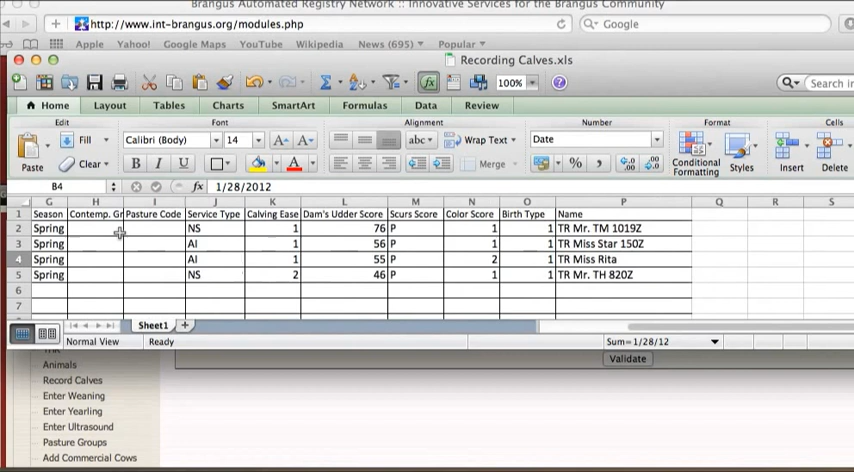 Brangus Automated Registry Network :: Innovative Services for the Brangus Community
http://www.int-brangus.org/modules.php
Google
Apple Yahoo! Google Maps YouTube Wikipedia News (695) Popular
Recording Calves.xls
100%
Search in
Home Layout Tables Charts SmartArt Formulas Data Review
Edit Font Alignment Number Format Cells
Fill Calibri (Body) 14 A A abc Wrap Text Date
Paste Clear B I U A Merge % , Conditional Formatting Styles Insert Delete
B4 fx 1/28/2012
G H I J K L M N O P Q R S
1 Season Contemp. Gr Pasture Code Service Type Calving Ease Dam's Udder Score Scurs Score Color Score Birth Type Name
2 Spring NS 1 76 P 1 1 TR Mr. TM 1019Z
3 Spring AI 1 56 P 1 1 TR Miss Star 150Z
4 Spring AI 1 55 P 2 1 TR Miss Rita
5 Spring NS 2 46 P 1 1 TR Mr. TH 820Z
6
7
Sheet1
Normal View Ready Sum=1/28/12
Validate
Animals
Record Calves
Enter Weaning
Enter Yearling
Enter Ultrasound
Pasture Groups
Add Commercial Cows